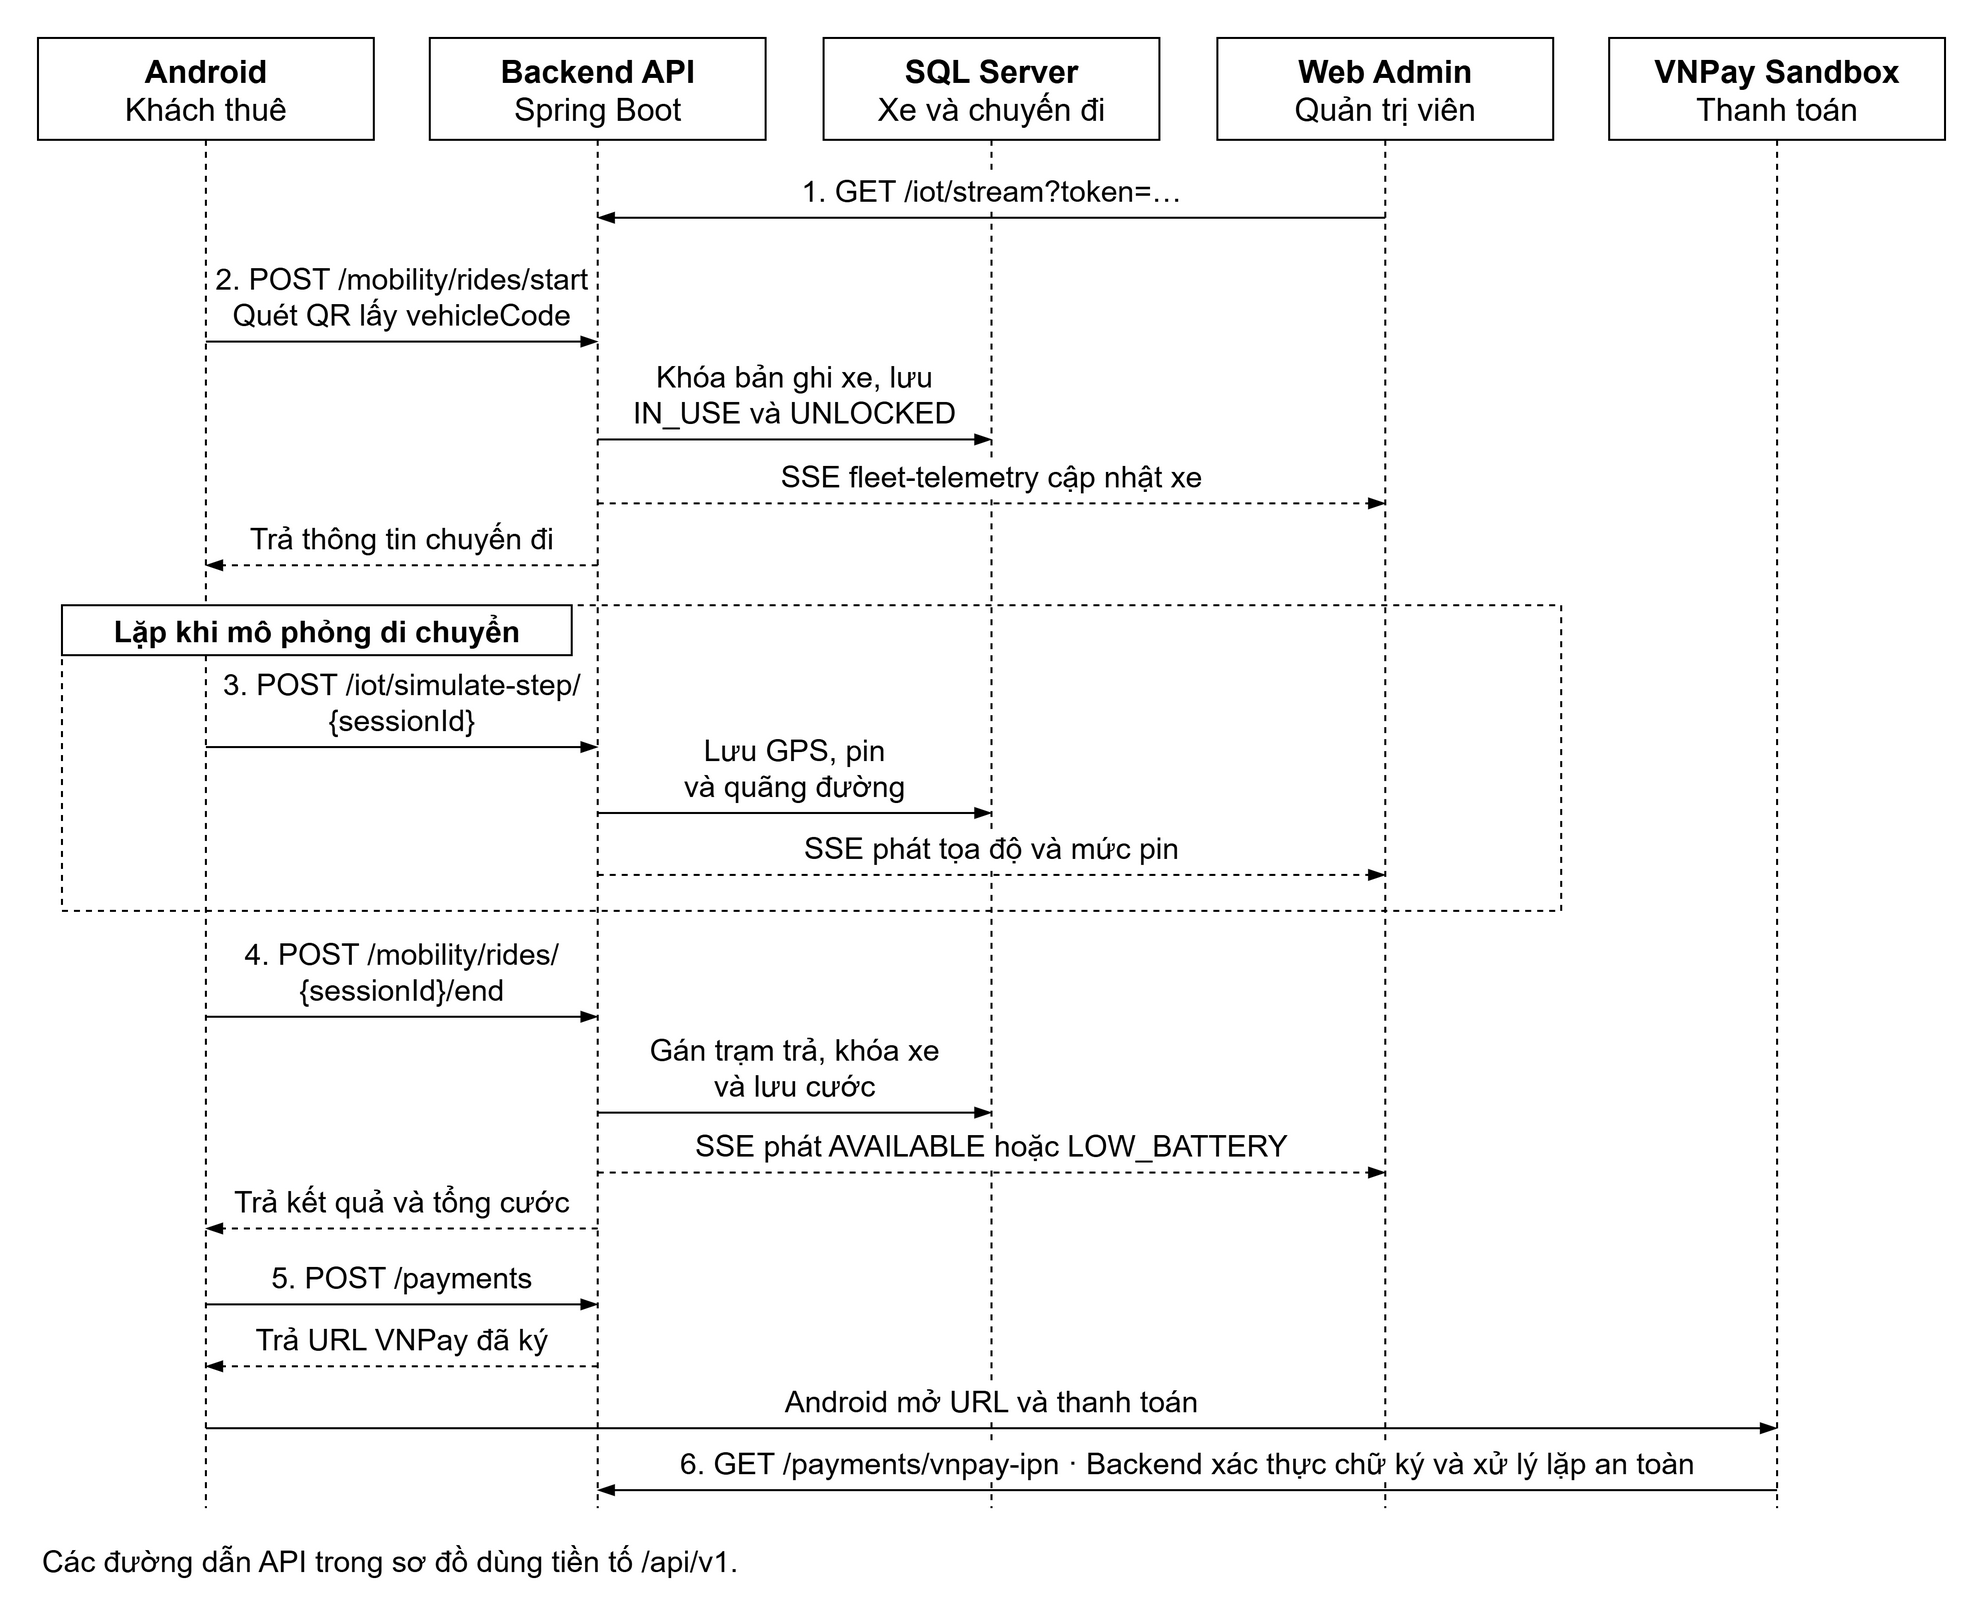 Android
Khách thuê
Backend API
Spring Boot
SQL Server
Xe và chuyến đi
Web Admin
Quản trị viên
VNPay Sandbox
Thanh toán
1. GET /iot/stream?token=…
2. POST /mobility/rides/start
Quét QR lấy vehicleCode
Khóa bản ghi xe, lưu
IN_USE và UNLOCKED
SSE fleet-telemetry cập nhật xe
Trả thông tin chuyến đi
Lặp khi mô phỏng di chuyển
3. POST /iot/simulate-step/
{sessionId}
Lưu GPS, pin
và quãng đường
SSE phát tọa độ và mức pin
4. POST /mobility/rides/
{sessionId}/end
Gán trạm trả, khóa xe
và lưu cước
SSE phát AVAILABLE hoặc LOW_BATTERY
Trả kết quả và tổng cước
5. POST /payments
Trả URL VNPay đã ký
Android mở URL và thanh toán
6. GET /payments/vnpay-ipn · Backend xác thực chữ ký và xử lý lặp an toàn
Các đường dẫn API trong sơ đồ dùng tiền tố /api/v1.